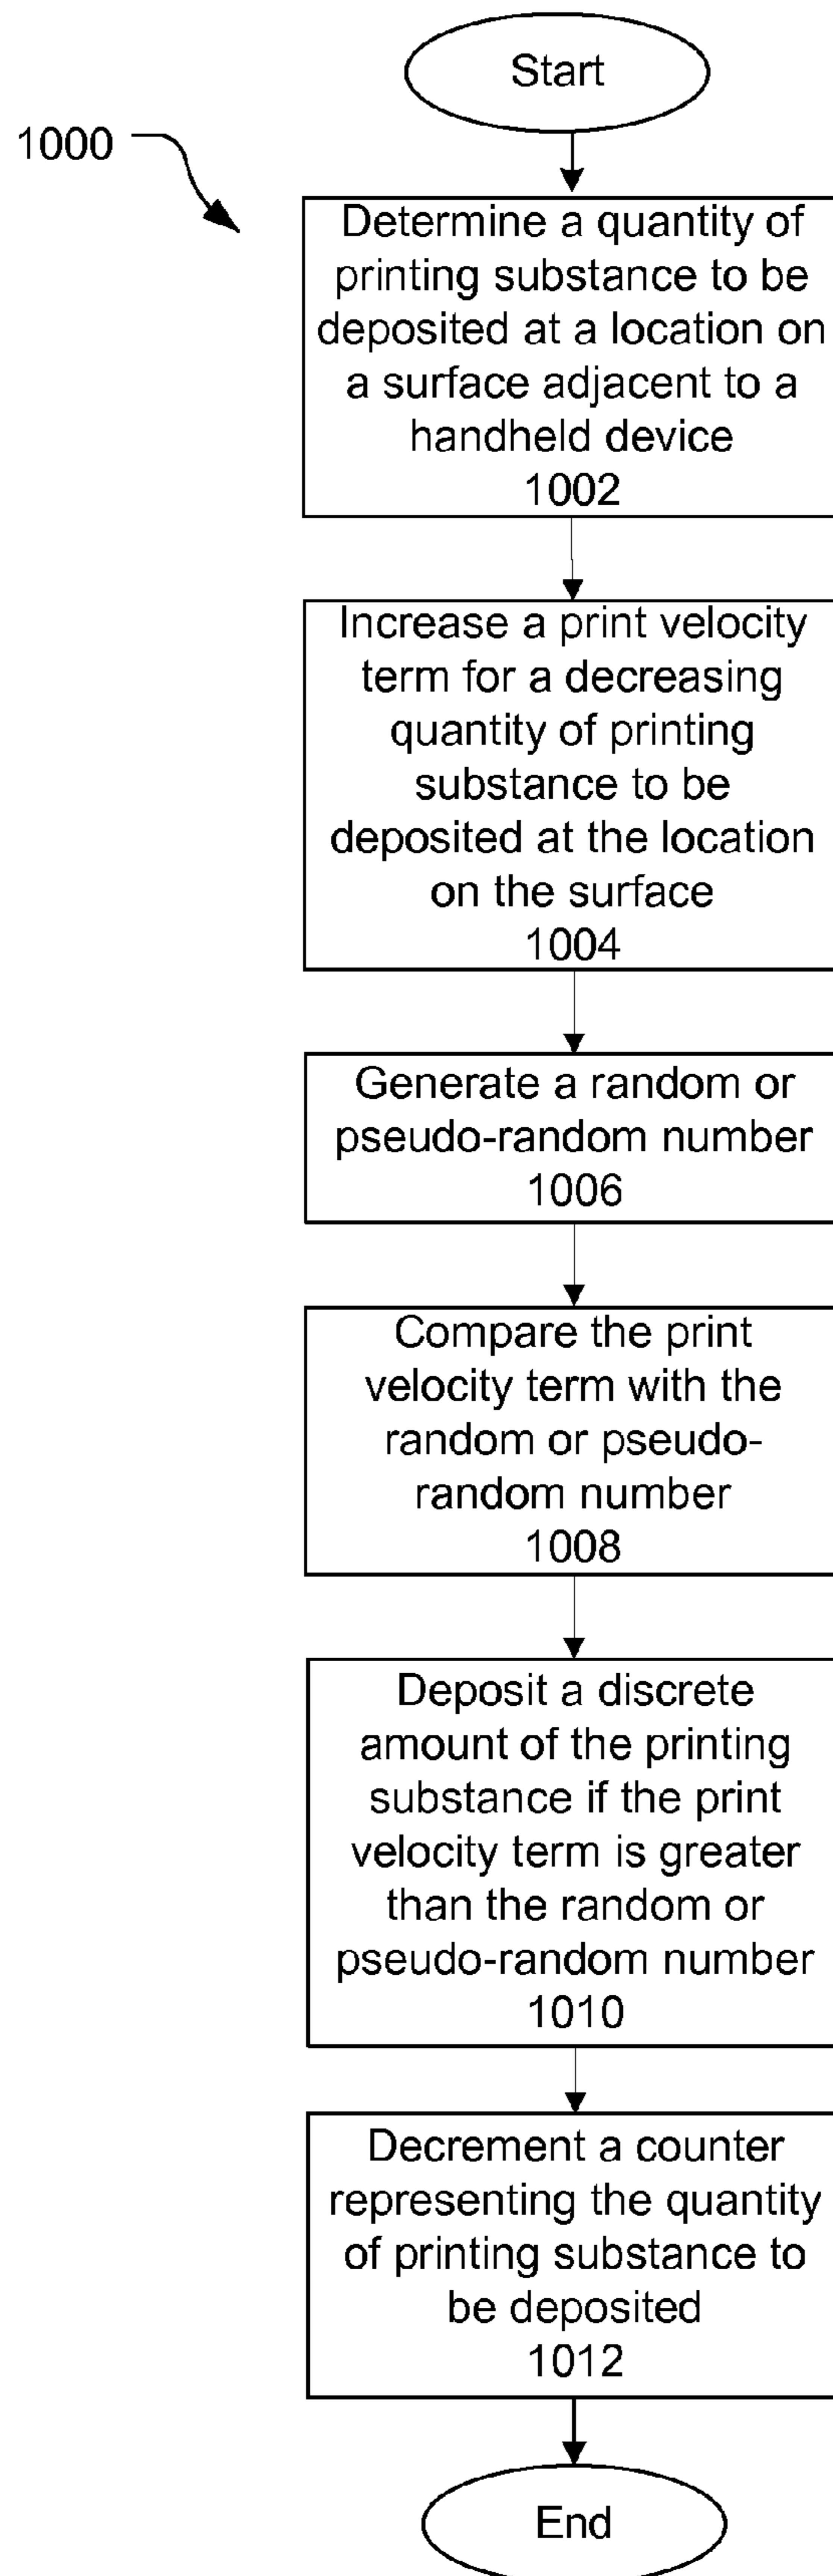 Start
1000
Determine a quantity of
printing substance to be
deposited at a location on
a surface adjacent to a
handheld device
1002
Increase a print velocity
term for a decreasing
quantity of printing
substance to be
deposited at the location
on the surface
1004
Generate a random or
pseudo-random number
1006
Compare the print
velocity term with the
random or pseudo-
random number
1008
Deposit a discrete
amount of the printing
substance if the print
velocity term is greater
than the random or
pseudo-random number
1010
Decrement a counter
representing the quantity
of printing substance to
be deposited
1012
End